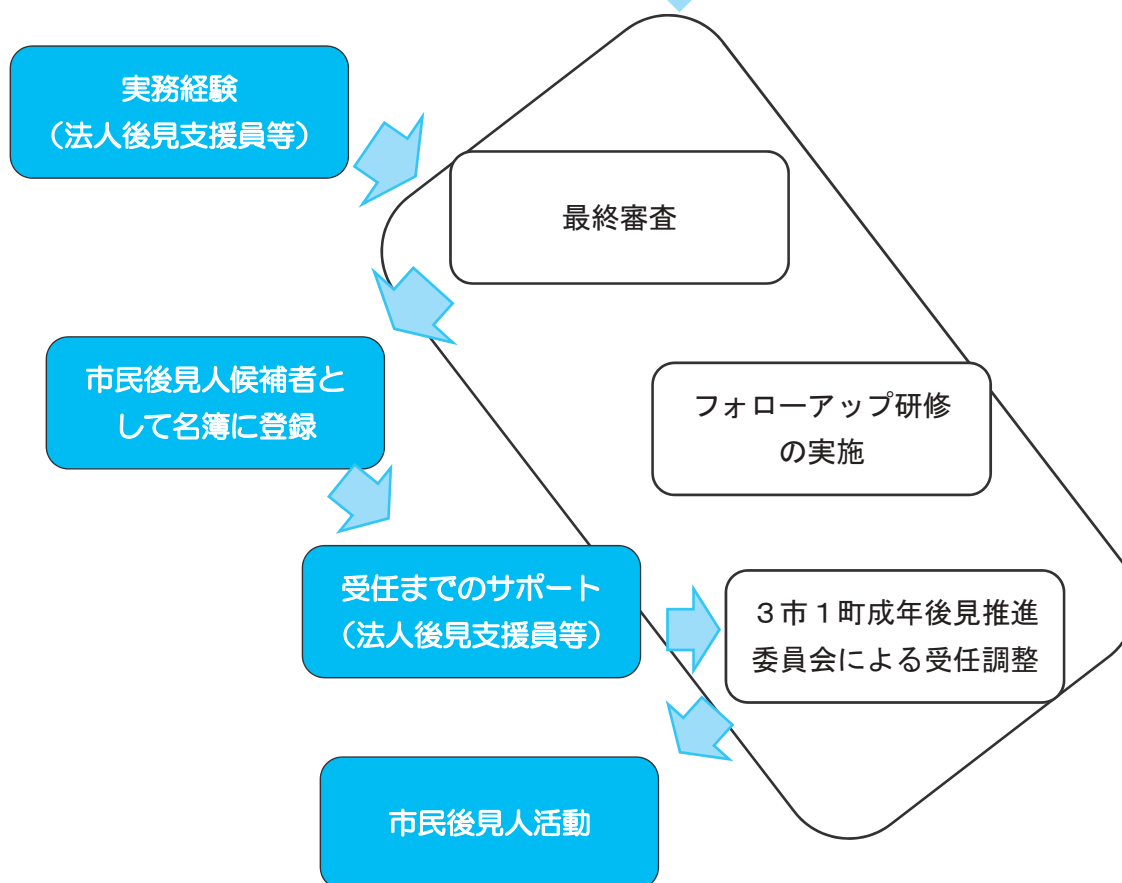 実務経験
（法人後見支援員等）
最終審査
市民後見人候補者と
して名簿に登録
フォローアップ研修
の実施
受任までのサポート
（法人後見支援員等）
３市１町成年後見推進
委員会による受任調整
市民後見人活動